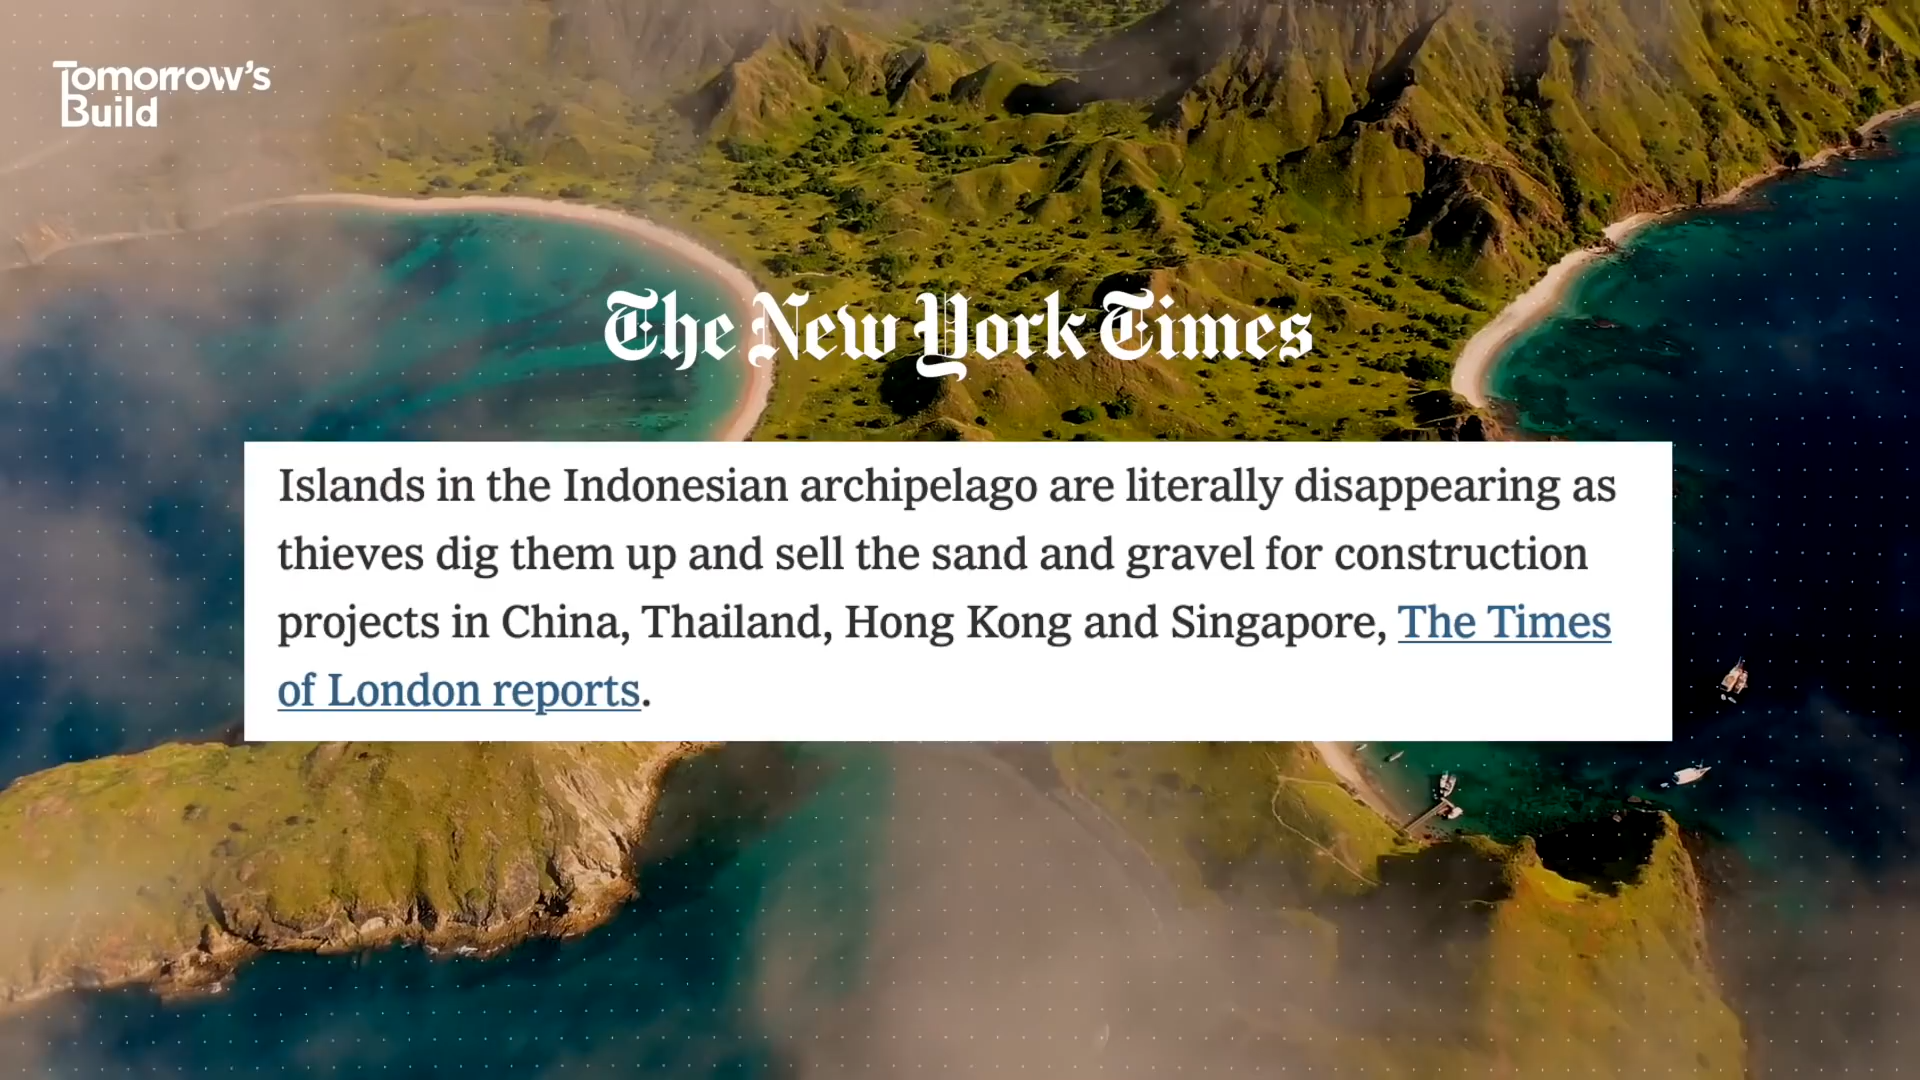 Tomorrow's
Build
The New York Times
Islands in the Indonesian archipelago are literally disappearing as
thieves dig them up and sell the sand and gravel for construction
projects in China, Thailand, Hong Kong and Singapore, The Times
of London reports.